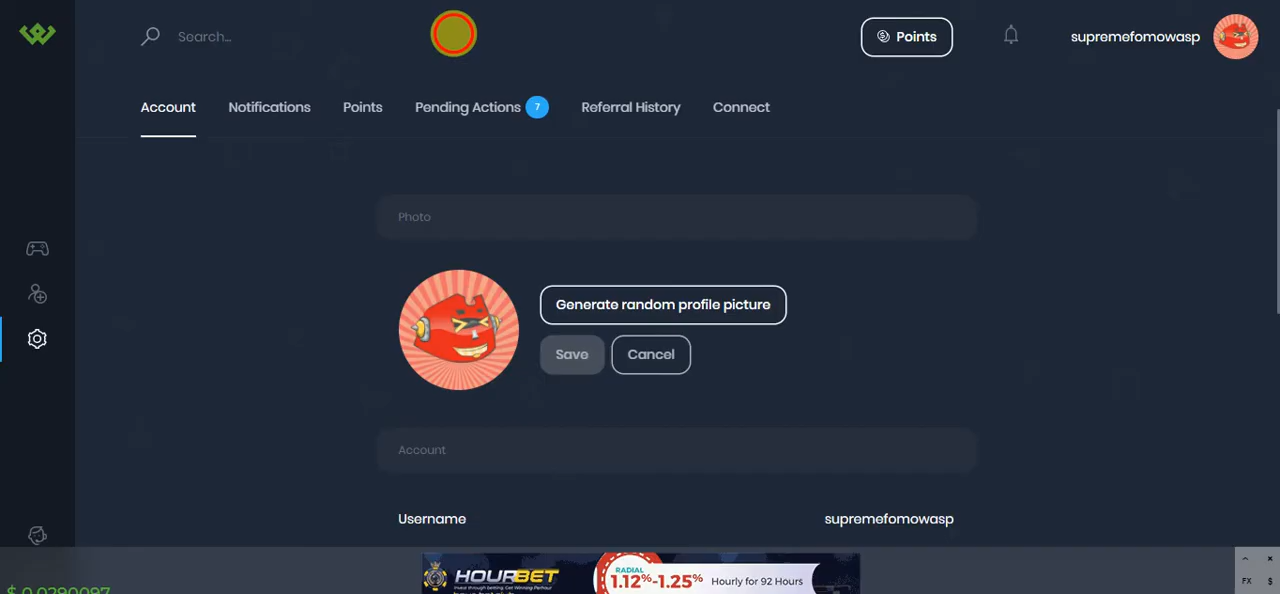 Search...
Points
supremefomowasp
Account
Notifications
Points
Pending Actions 7
Referral History
Connect
Photo
Generate random profile picture
Save
Cancel
Account
Username
supremefomowasp
HOURBET
RADIAL
1.12%-1.25%
Hourly for 92 Hours
FX $